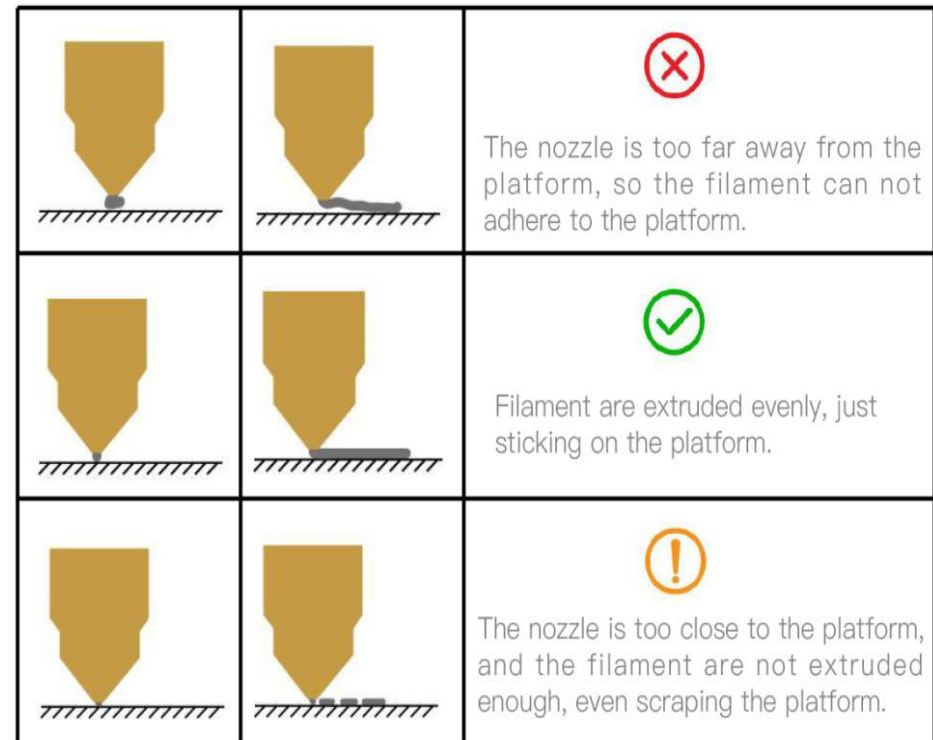 The nozzle is too far away from the
platform, so the filament can not
adhere to the platform.
Filament are extruded evenly, just
sticking on the platform.
The nozzle is too close to the platform,
and the filament are not extruded
enough, even scraping the platform.